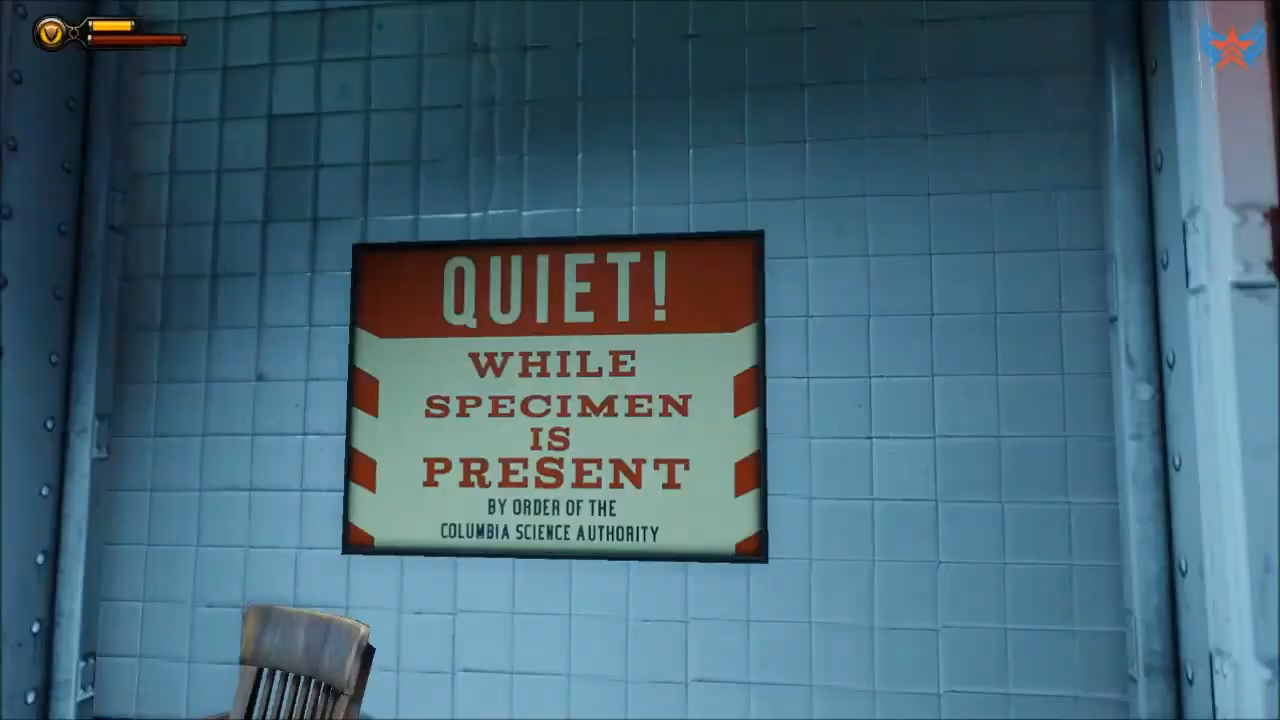 QUIET!
WHILE
SPECIMEN
IS
PRESENT
BY ORDER OF THE
COLUMBIA SCIENCE AUTHORITY